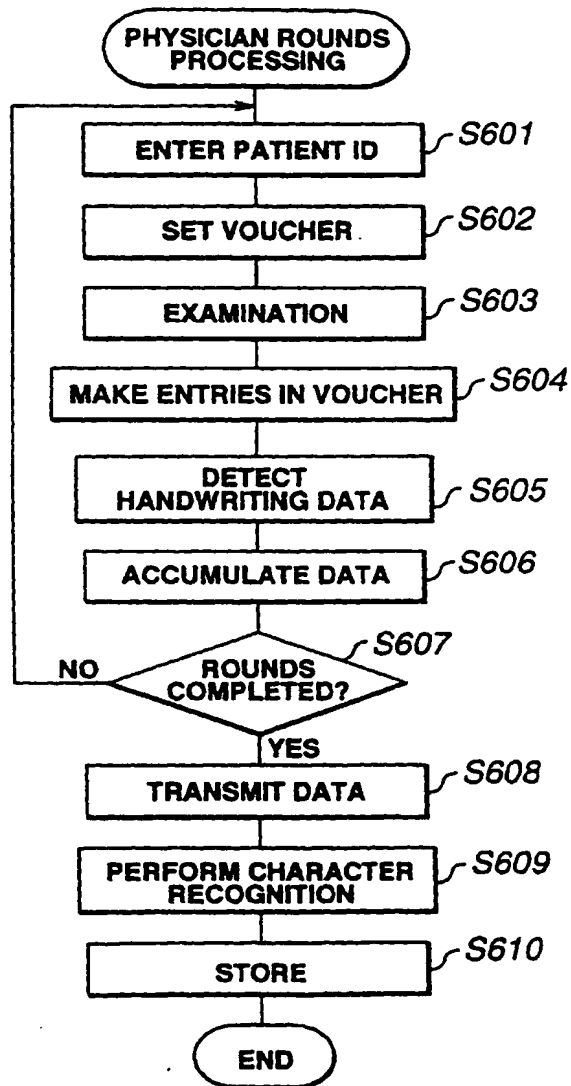 PHYSICIAN ROUNDS
PROCESSING
ENTER PATIENT ID
S601
SET VOUCHER
S602
EXAMINATION
S603
MAKE ENTRIES IN VOUCHER
S604
DETECT
HANDWRITING DATA
S605
ACCUMULATE DATA
S606
S607
NO
ROUNDS
COMPLETED?
YES
TRANSMIT DATA
S608
PERFORM CHARACTER
RECOGNITION
S609
STORE
S610
END